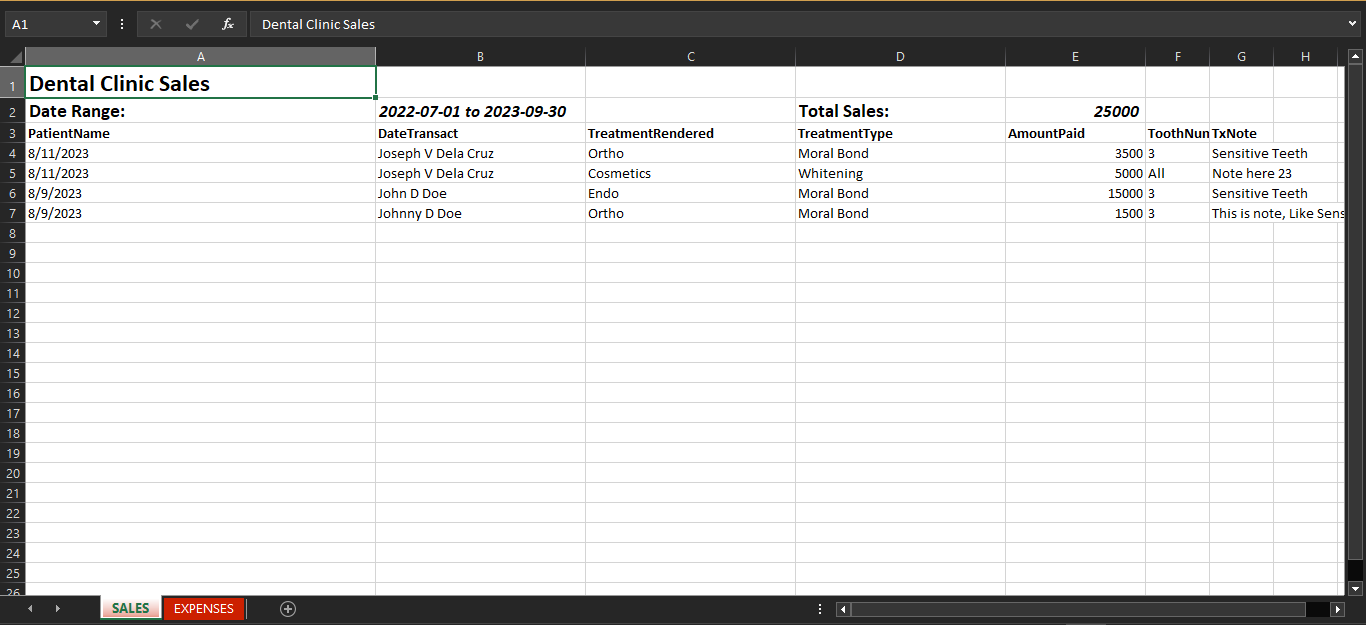 A1 fx Dental Clinic Sales
A B C D E F G H
1 Dental Clinic Sales
2 Date Range: 2022-07-01 to 2023-09-30 Total Sales: 25000
3 PatientName DateTransact TreatmentRendered TreatmentType AmountPaid ToothNum TxNote
4 8/11/2023 Joseph V Dela Cruz Ortho Moral Bond 3500 3 Sensitive Teeth
5 8/11/2023 Joseph V Dela Cruz Cosmetics Whitening 5000 All Note here 23
6 8/9/2023 John D Doe Endo Moral Bond 15000 3 Sensitive Teeth
7 8/9/2023 Johnny D Doe Ortho Moral Bond 1500 3 This is note, Like Sens
8
9
10
11
12
13
14
15
16
17
18
19
20
21
22
23
24
25
26
SALES EXPENSES